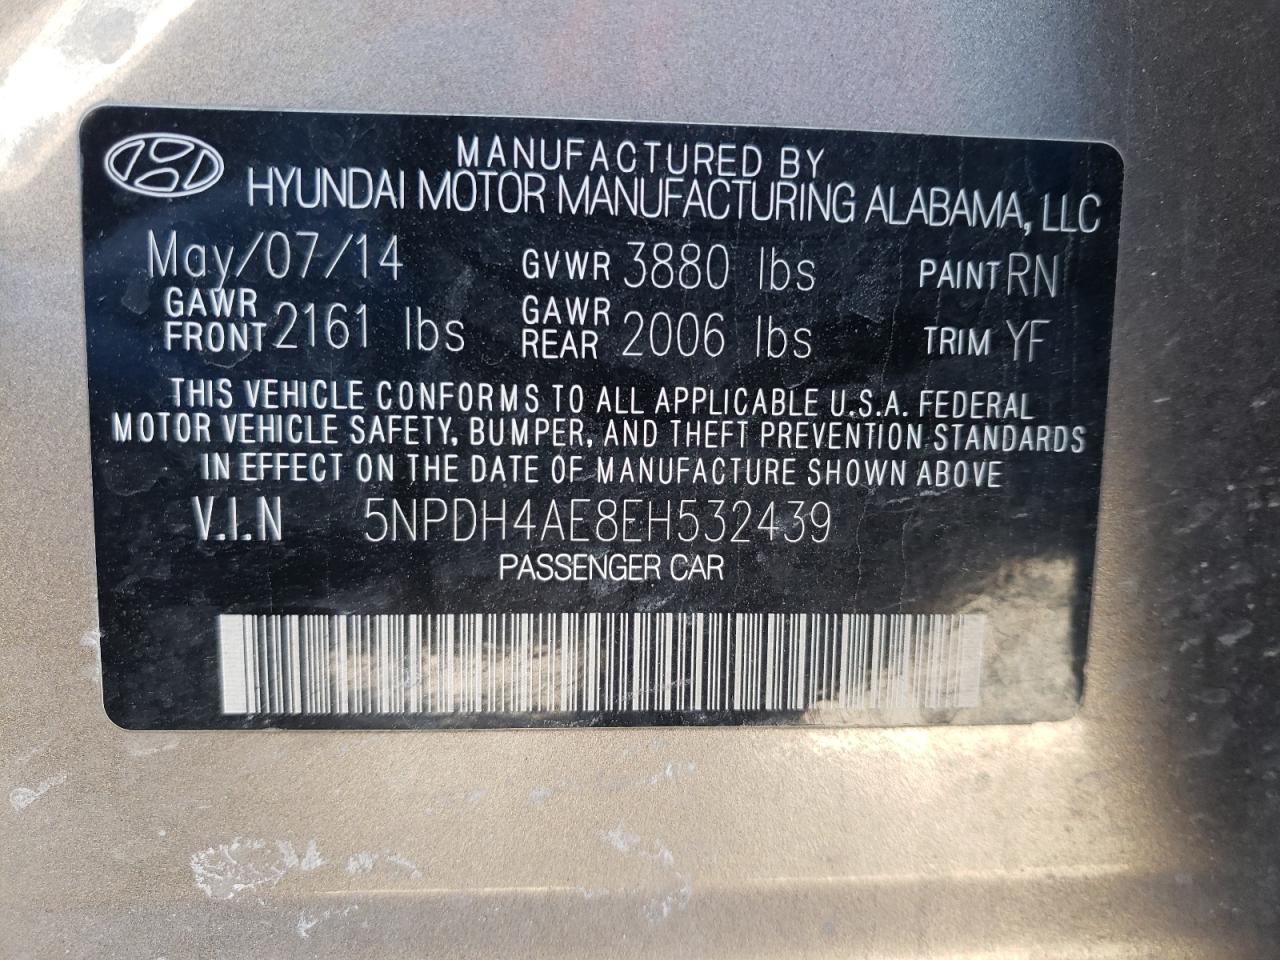 MANUFACTURED BY
HYUNDAI MOTOR MANUFACTURING ALABAMA, LLC
May/07/14 GVWR 3880 lbs PAINT RN
GAWR FRONT 2161 lbs GAWR REAR 2006 lbs TRIM YF
THIS VEHICLE CONFORMS TO ALL APPLICABLE U.S.A. FEDERAL
MOTOR VEHICLE SAFETY, BUMPER, AND THEFT PREVENTION STANDARDS
IN EFFECT ON THE DATE OF MANUFACTURE SHOWN ABOVE
V.I.N 5NPDH4AE8EH532439
PASSENGER CAR